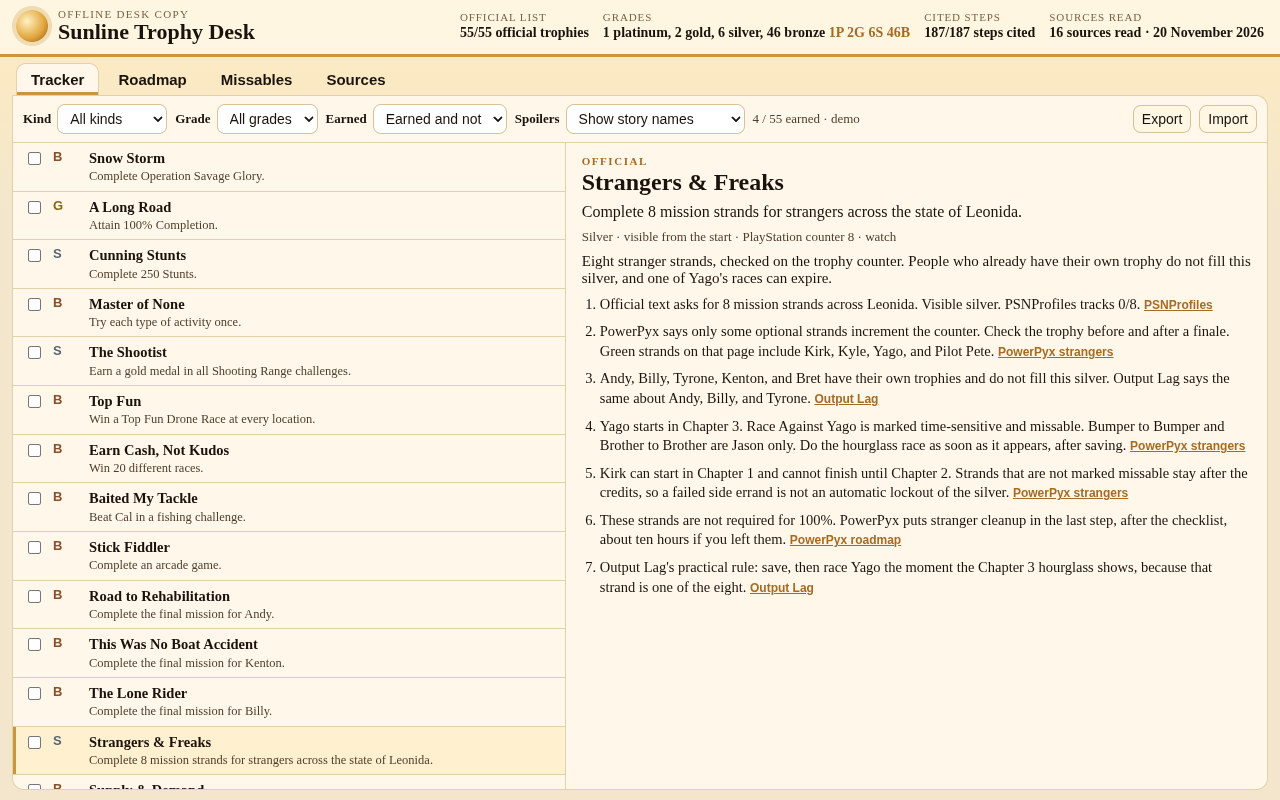 OFFLINE DESK COPY
Sunline Trophy Desk
OFFICIAL LIST
55/55 official trophies
GRADES
1 platinum, 2 gold, 6 silver, 46 bronze 1P 2G 6S 46B
CITED STEPS
187/187 steps cited
SOURCES READ
16 sources read · 20 November 2026
Tracker
Roadmap
Missables
Sources
Kind
All kinds
Grade
All grades
Earned
Earned and not
Spoilers
Show story names
4 / 55 earned · demo
Export
Import
B
Snow Storm
Complete Operation Savage Glory.
G
A Long Road
Attain 100% Completion.
S
Cunning Stunts
Complete 250 Stunts.
B
Master of None
Try each type of activity once.
S
The Shootist
Earn a gold medal in all Shooting Range challenges.
B
Top Fun
Win a Top Fun Drone Race at every location.
B
Earn Cash, Not Kudos
Win 20 different races.
B
Baited My Tackle
Beat Cal in a fishing challenge.
B
Stick Fiddler
Complete an arcade game.
B
Road to Rehabilitation
Complete the final mission for Andy.
B
This Was No Boat Accident
Complete the final mission for Kenton.
B
The Lone Rider
Complete the final mission for Billy.
S
Strangers & Freaks
Complete 8 mission strands for strangers across the state of Leonida.
B
Supply & Demand
OFFICIAL
Strangers & Freaks
Complete 8 mission strands for strangers across the state of Leonida.
Silver · visible from the start · PlayStation counter 8 · watch
Eight stranger strands, checked on the trophy counter. People who already have their own trophy do not fill this
silver, and one of Yago's races can expire.
1. Official text asks for 8 mission strands across Leonida. Visible silver. PSNProfiles tracks 0/8. PSNProfiles
2. PowerPyx says only some optional strands increment the counter. Check the trophy before and after a finale.
Green strands on that page include Kirk, Kyle, Yago, and Pilot Pete. PowerPyx strangers
3. Andy, Billy, Tyrone, Kenton, and Bret have their own trophies and do not fill this silver. Output Lag says the
same about Andy, Billy, and Tyrone. Output Lag
4. Yago starts in Chapter 3. Race Against Yago is marked time-sensitive and missable. Bumper to Bumper and
Brother to Brother are Jason only. Do the hourglass race as soon as it appears, after saving. PowerPyx strangers
5. Kirk can start in Chapter 1 and cannot finish until Chapter 2. Strands that are not marked missable stay after the
credits, so a failed side errand is not an automatic lockout of the silver. PowerPyx strangers
6. These strands are not required for 100%. PowerPyx puts stranger cleanup in the last step, after the checklist,
about ten hours if you left them. PowerPyx roadmap
7. Output Lag's practical rule: save, then race Yago the moment the Chapter 3 hourglass shows, because that
strand is one of the eight. Output Lag